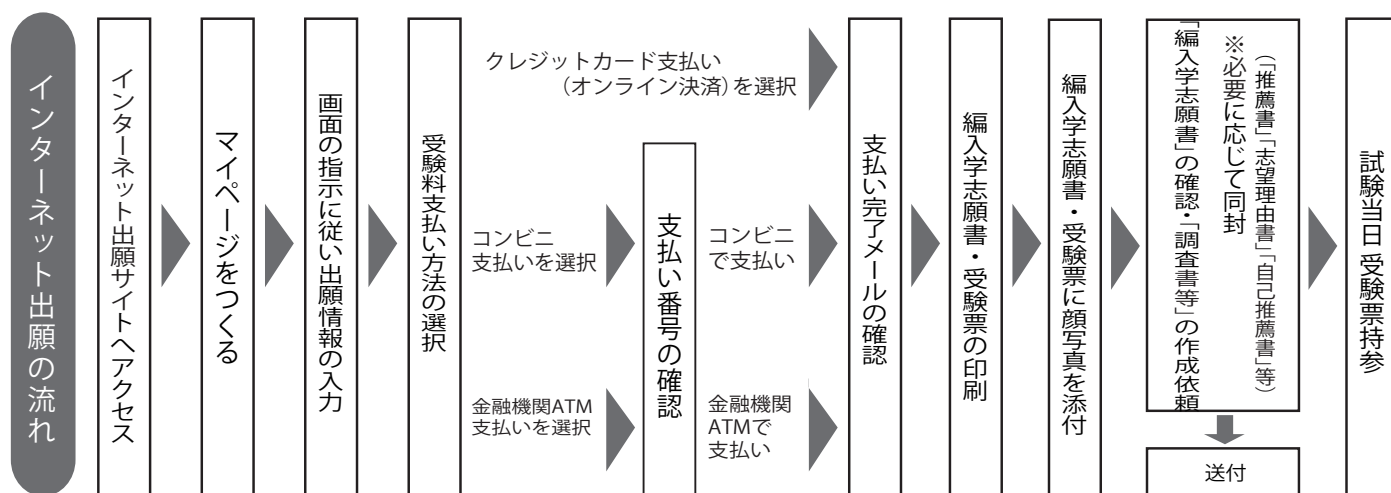 インターネット出願の流れ
インターネット出願サイトへアクセス
マイページをつくる
画面の指示に従い出願情報の入力
受験料支払い方法の選択
クレジットカード支払い
(オンライン決済)を選択
コンビニ
支払いを選択
金融機関ATM
支払いを選択
支払い番号の確認
コンビニ
で支払い
金融機関
ATMで
支払い
支払い完了メールの確認
編入学志願書・受験票の印刷
編入学志願書・受験票に顔写真を添付
(「推薦書」「志望理由書」「自己推薦書」等)
※必要に応じて同封
「編入学志願書」の確認・「調査書等」の作成依頼
送付
試験当日 受験票持参